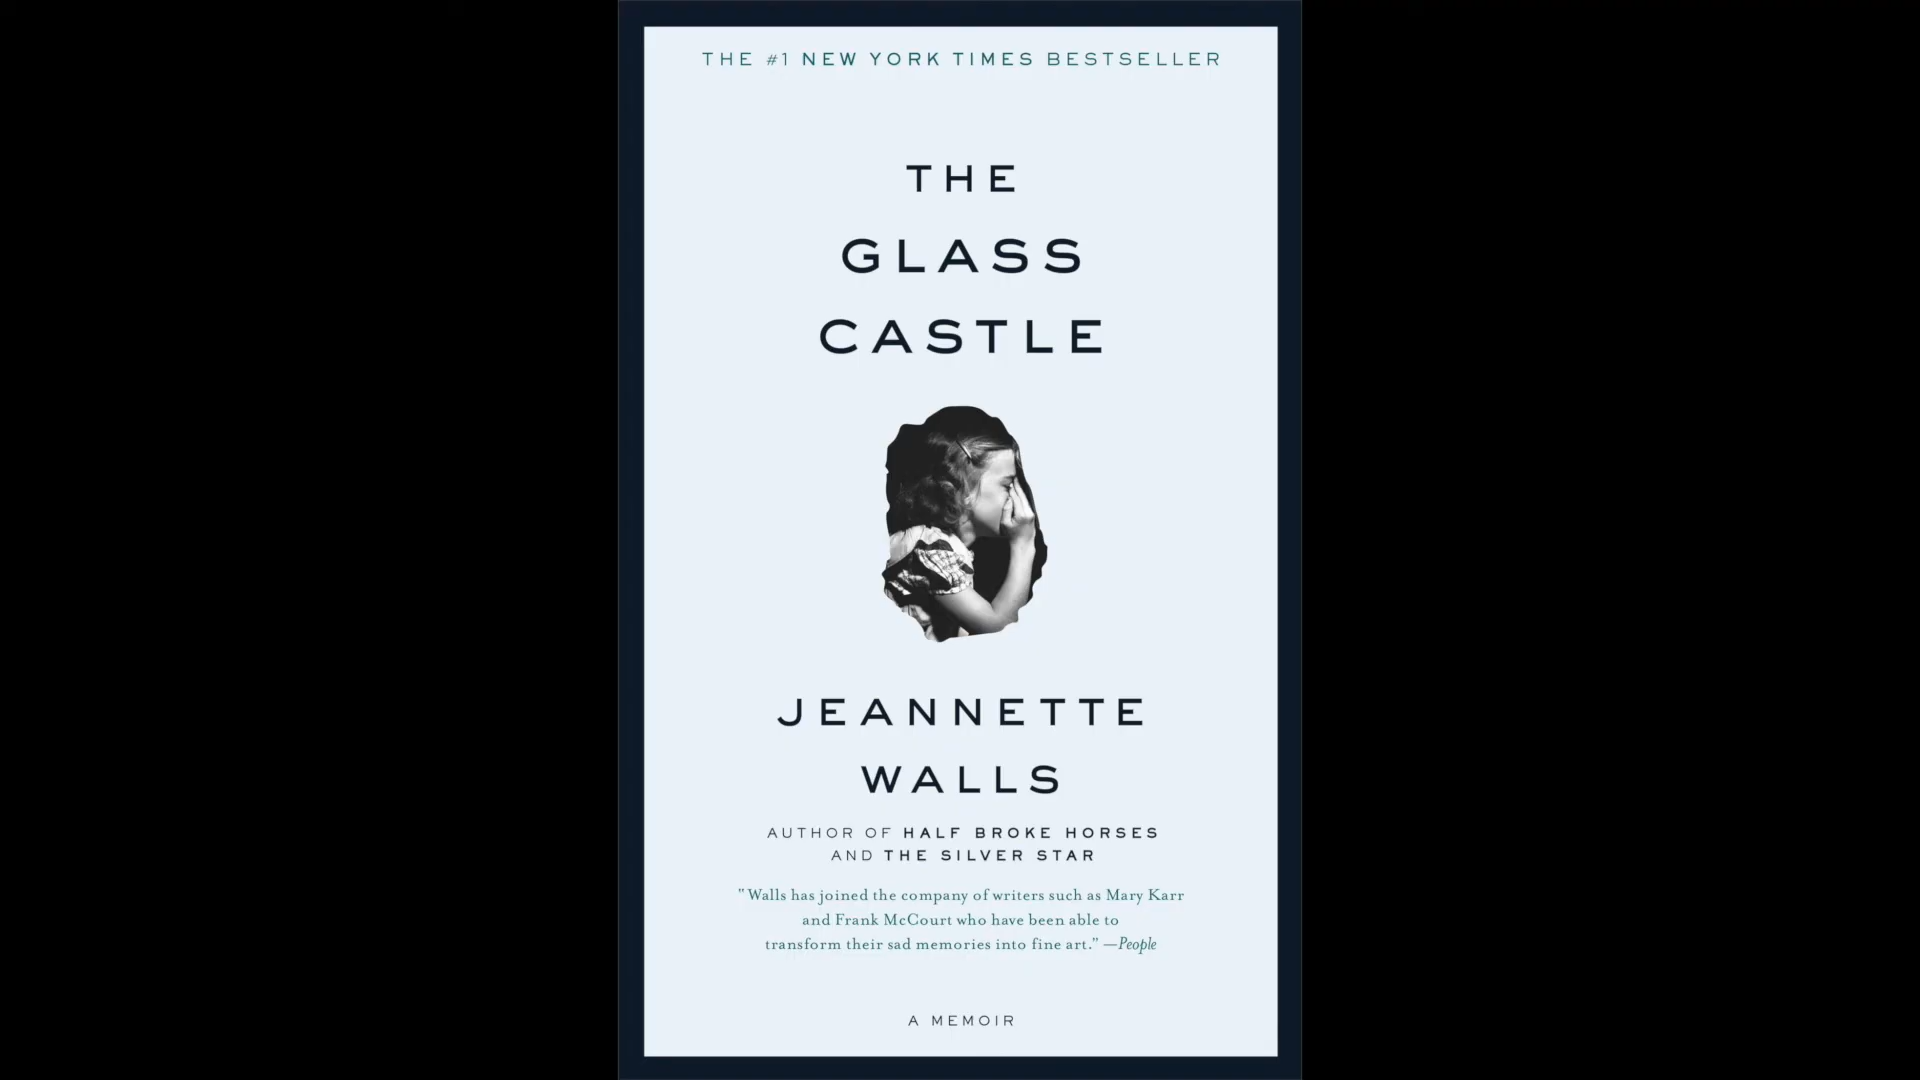 THE #1 NEW YORK TIMES BESTSELLER
THE
GLASS
CASTLE
JEANNETTE
WALLS
AUTHOR OF HALF BROKE HORSES
AND THE SILVER STAR
"Walls has joined the company of writers such as Mary Karr
and Frank McCourt who have been able to
transform their sad memories into fine art." —People
A MEMOIR